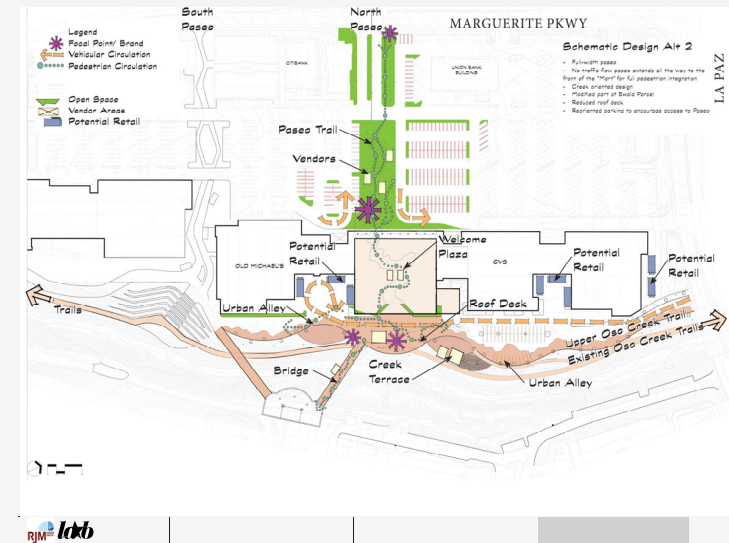 South
Paseo
North
Paseo
MARGUERITE PKWY
Legend
Focal Point/ Brand
Vehicular Circulation
Pedestrian Circulation
Open Space
Vendor Areas
Potential Retail
CITIBANK
UNION BANK
BUILDING
Schematic Design Alt 2
- Full-width paseo
- No traffic flow paseo extends all the way to the
front of the "Mart" for full pedestrian integration
- Creek oriented design
- Modified part of Ewald Parcel
- Reduced roof deck
- Reoriented parking to encourage access to Paseo
LA PAZ
Paseo Trail
Vendors
Potential
Retail
Welcome
Plaza
OLD MICHAEL'S
CVS
Potential
Retail
Potential
Retail
Trails
Urban Alley
Roof Deck
Upper Oso Creek Trail
Existing Oso Creek Trails
Bridge
Creek
Terrace
Urban Alley
RJM